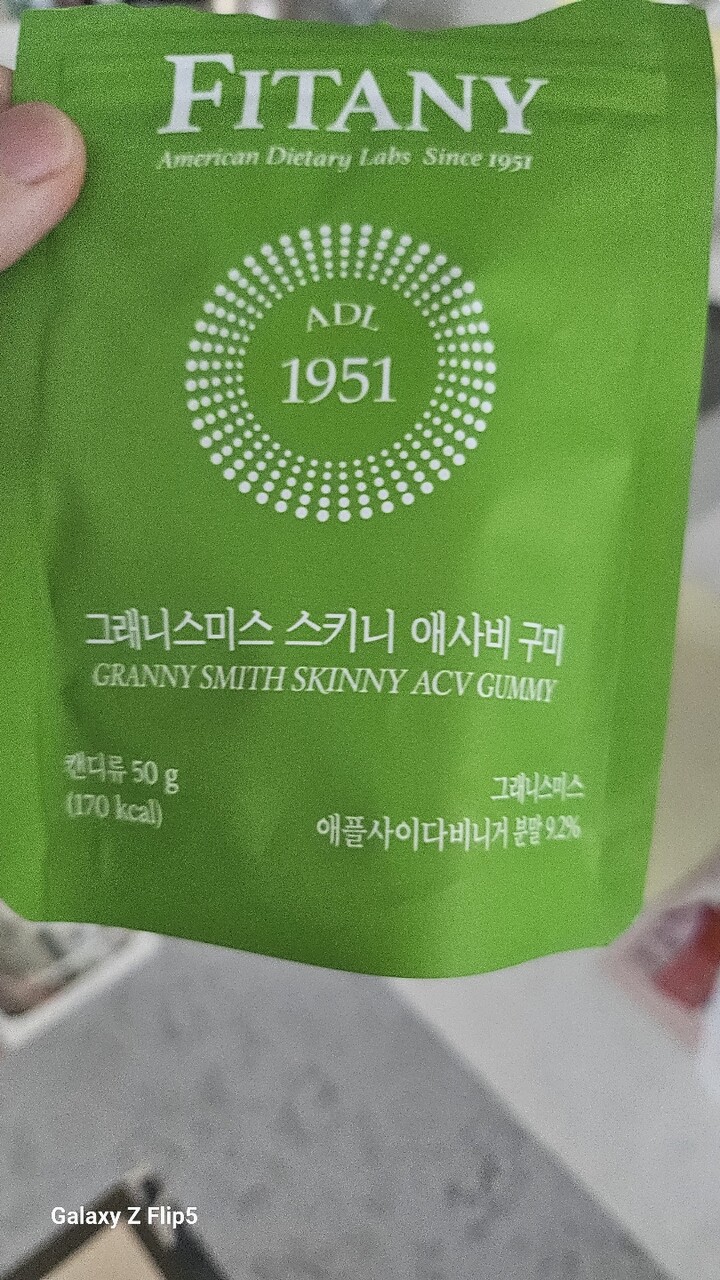 FITANY
American Dietary Labs Since 1951
ADL
1951
그래니스미스 스키니 애사비 구미
GRANNY SMITH SKINNY ACV GUMMY
캔디류 50 g
(170 kcal)
그래니스미스
애플사이다비니거 분말 9.2%
Galaxy Z Flip5